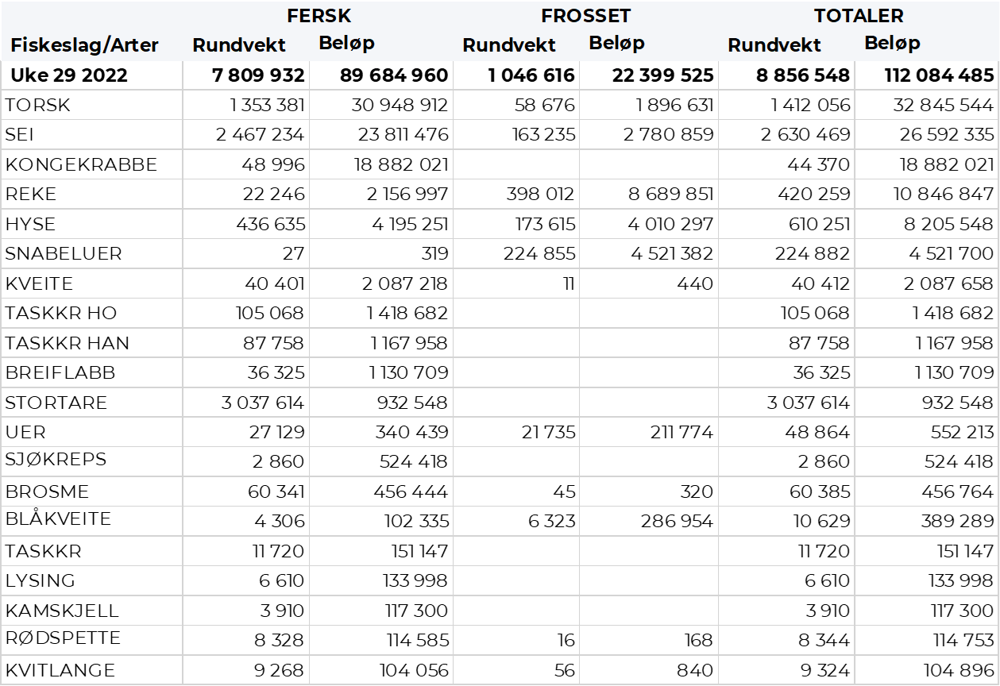 FERSK FROSSET TOTALER
Fiskeslag/Arter Rundvekt Beløp Rundvekt Beløp Rundvekt Beløp
Uke 29 2022 7 809 932 89 684 960 1 046 616 22 399 525 8 856 548 112 084 485
TORSK 1 353 381 30 948 912 58 676 1 896 631 1 412 056 32 845 544
SEI 2 467 234 23 811 476 163 235 2 780 859 2 630 469 26 592 335
KONGEKRABBE 48 996 18 882 021 44 370 18 882 021
REKE 22 246 2 156 997 398 012 8 689 851 420 259 10 846 847
HYSE 436 635 4 195 251 173 615 4 010 297 610 251 8 205 548
SNABELUER 27 319 224 855 4 521 382 224 882 4 521 700
KVEITE 40 401 2 087 218 11 440 40 412 2 087 658
TASKKR HO 105 068 1 418 682 105 068 1 418 682
TASKKR HAN 87 758 1 167 958 87 758 1 167 958
BREIFLABB 36 325 1 130 709 36 325 1 130 709
STORTARE 3 037 614 932 548 3 037 614 932 548
UER 27 129 340 439 21 735 211 774 48 864 552 213
SJØKREPS 2 860 524 418 2 860 524 418
BROSME 60 341 456 444 45 320 60 385 456 764
BLÅKVEITE 4 306 102 335 6 323 286 954 10 629 389 289
TASKKR 11 720 151 147 11 720 151 147
LYSING 6 610 133 998 6 610 133 998
KAMSKJELL 3 910 117 300 3 910 117 300
RØDSPETTE 8 328 114 585 16 168 8 344 114 753
KVITLANGE 9 268 104 056 56 840 9 324 104 896